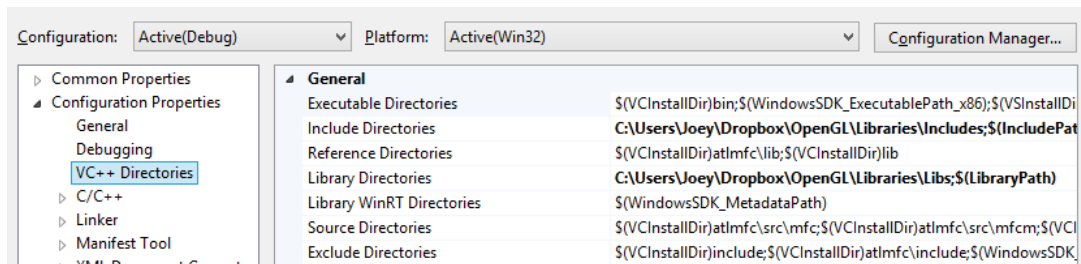 Configuration: Active(Debug) Platform: Active(Win32) Configuration Manager...
Common Properties
Configuration Properties
General
Debugging
VC++ Directories
C/C++
Linker
Manifest Tool
General
Executable Directories $(VCInstallDir)bin;$(WindowsSDK_ExecutablePath_x86);$(VSInstallDi
Include Directories C:\Users\Joey\Dropbox\OpenGL\Libraries\Includes;$(IncludePat
Reference Directories $(VCInstallDir)atlmfc\lib;$(VCInstallDir)lib
Library Directories C:\Users\Joey\Dropbox\OpenGL\Libraries\Libs;$(LibraryPath)
Library WinRT Directories $(WindowsSDK_MetadataPath)
Source Directories $(VCInstallDir)atlmfc\src\mfc;$(VCInstallDir)atlmfc\src\mfcm;$(VCI
Exclude Directories $(VCInstallDir)include;$(VCInstallDir)atlmfc\include;$(WindowsSDK_